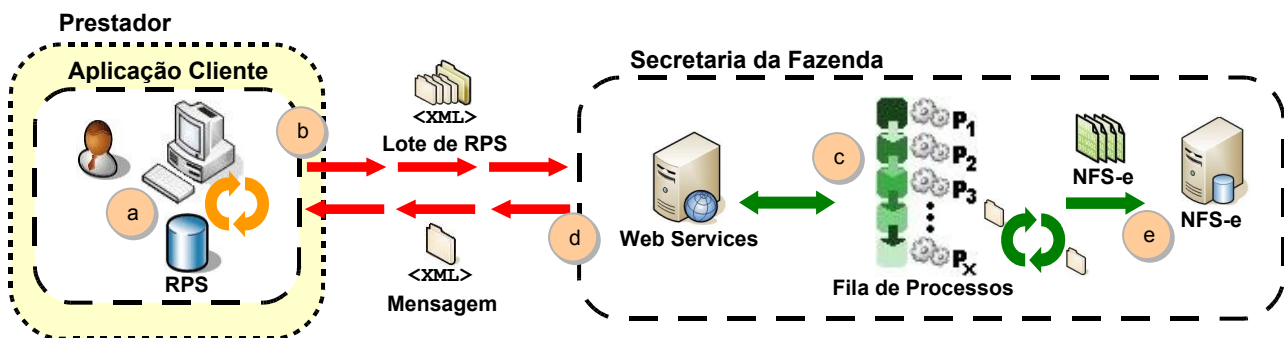 Prestador
Aplicação Cliente
a
RPS
b
<XML>
Lote de RPS
<XML>
Mensagem
Secretaria da Fazenda
d
Web Services
c
P1
P2
P3
Px
Fila de Processos
NFS-e
e
NFS-e